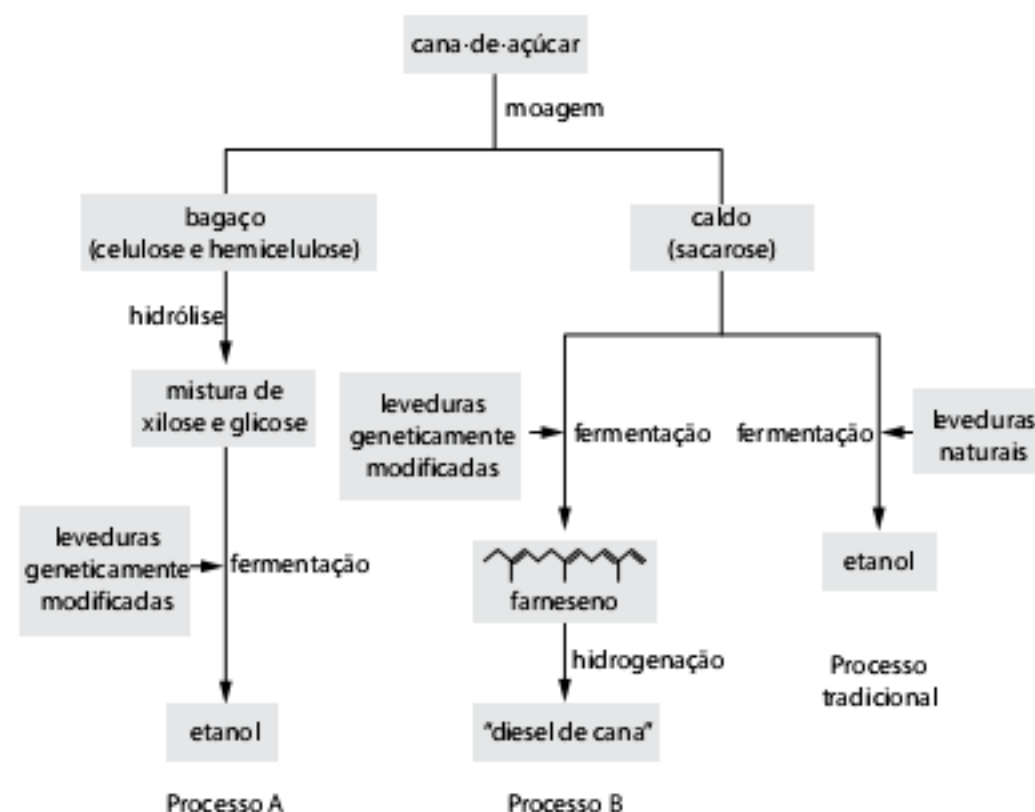 cana-de-açúcar
moagem
bagaço
(celulose e hemicelulose)
caldo
(sacarose)
hidrólise
mistura de
xilose e glicose
leveduras
geneticamente
modificadas
fermentação
fermentação
leveduras
naturais
leveduras
geneticamente
modificadas
fermentação
farneseno
etanol
hidrogenação
Processo
tradicional
etanol
“diesel de cana”
Processo A
Processo B